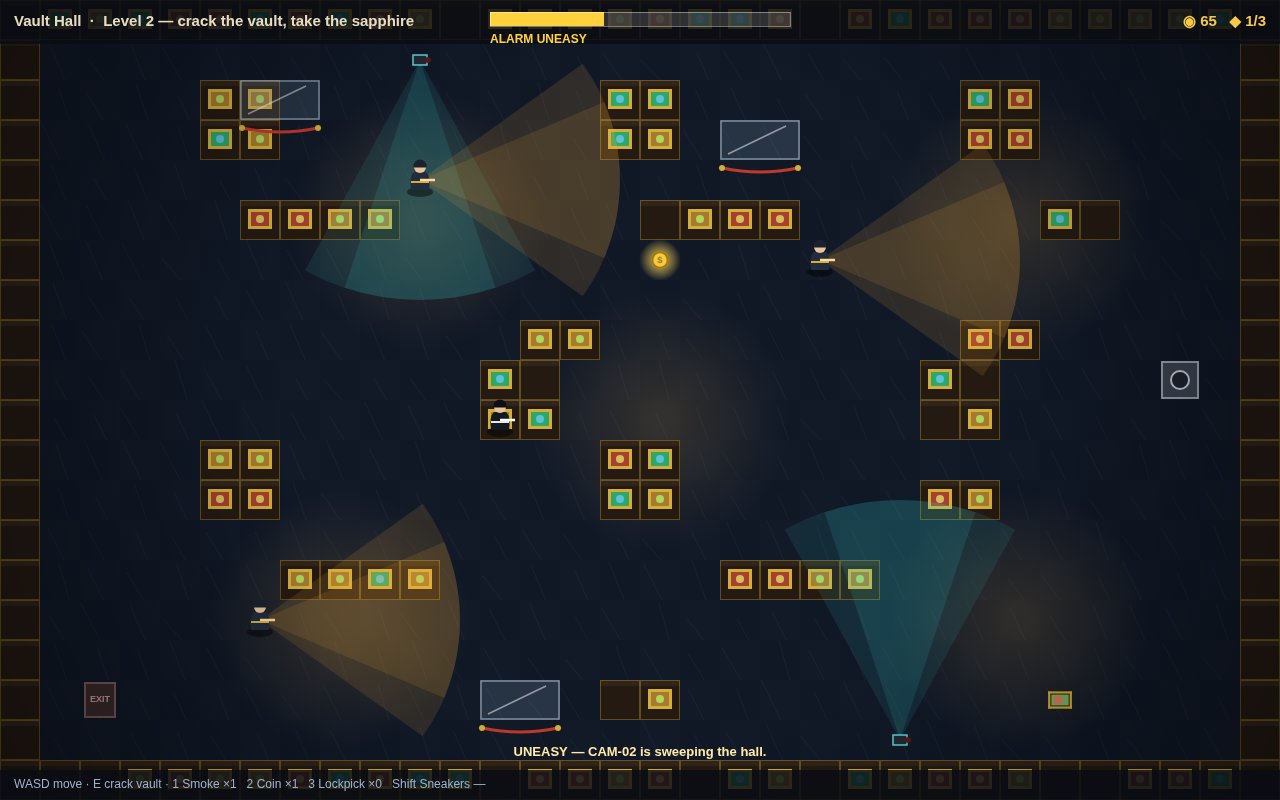 Vault Hall · Level 2 — crack the vault, take the sapphire
◉ 65 ◆ 1/3
ALARM UNEASY
$
EXIT
UNEASY — CAM-02 is sweeping the hall.
WASD move · E crack vault · 1 Smoke ×1 2 Coin ×1 3 Lockpick ×0 Shift Sneakers —